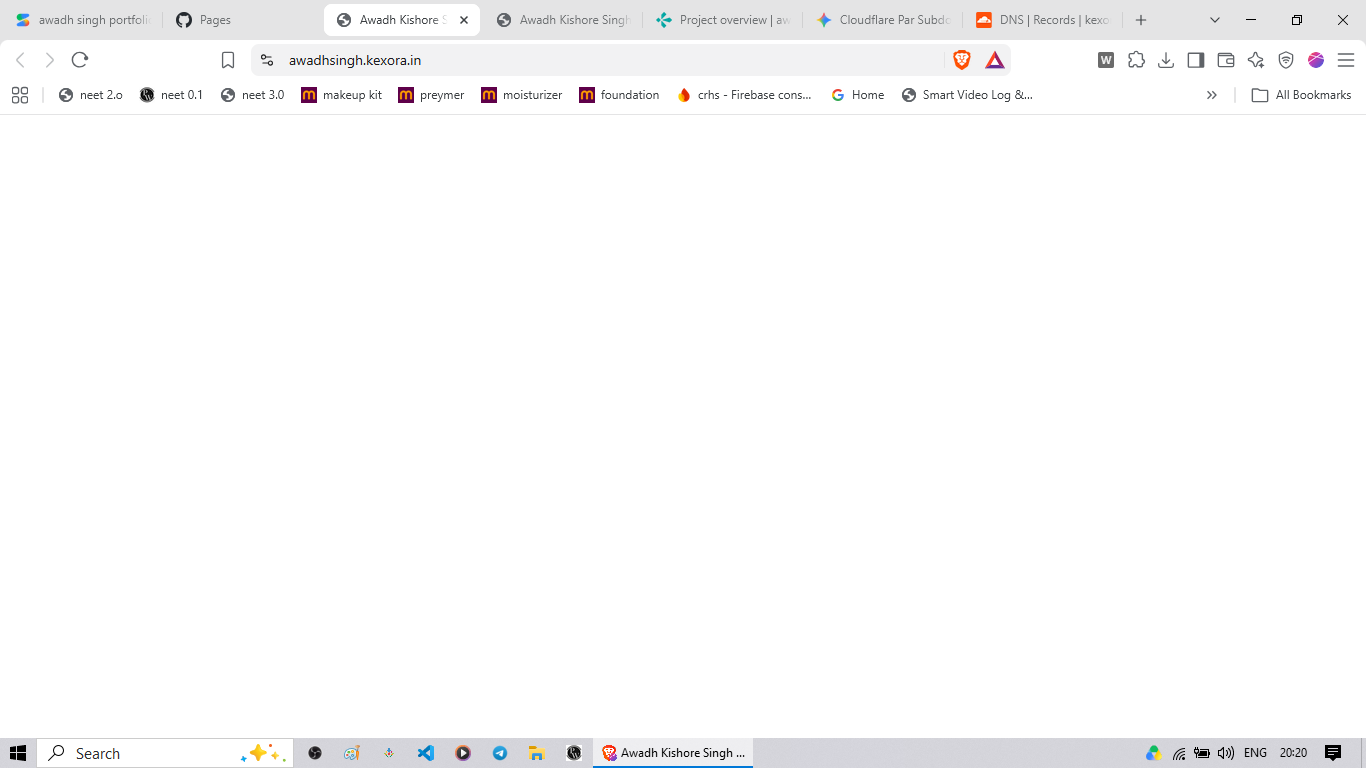 awadh singh portfoli
Pages
Awadh Kishore S
Awadh Kishore Singh
Project overview | aw
Cloudflare Par Subdo
DNS | Records | kexo
awadhsingh.kexora.in
W
neet 2.o
neet 0.1
neet 3.0
makeup kit
preymer
moisturizer
foundation
crhs - Firebase cons...
Home
Smart Video Log &...
All Bookmarks
Search
Awadh Kishore Singh ...
ENG
20:20